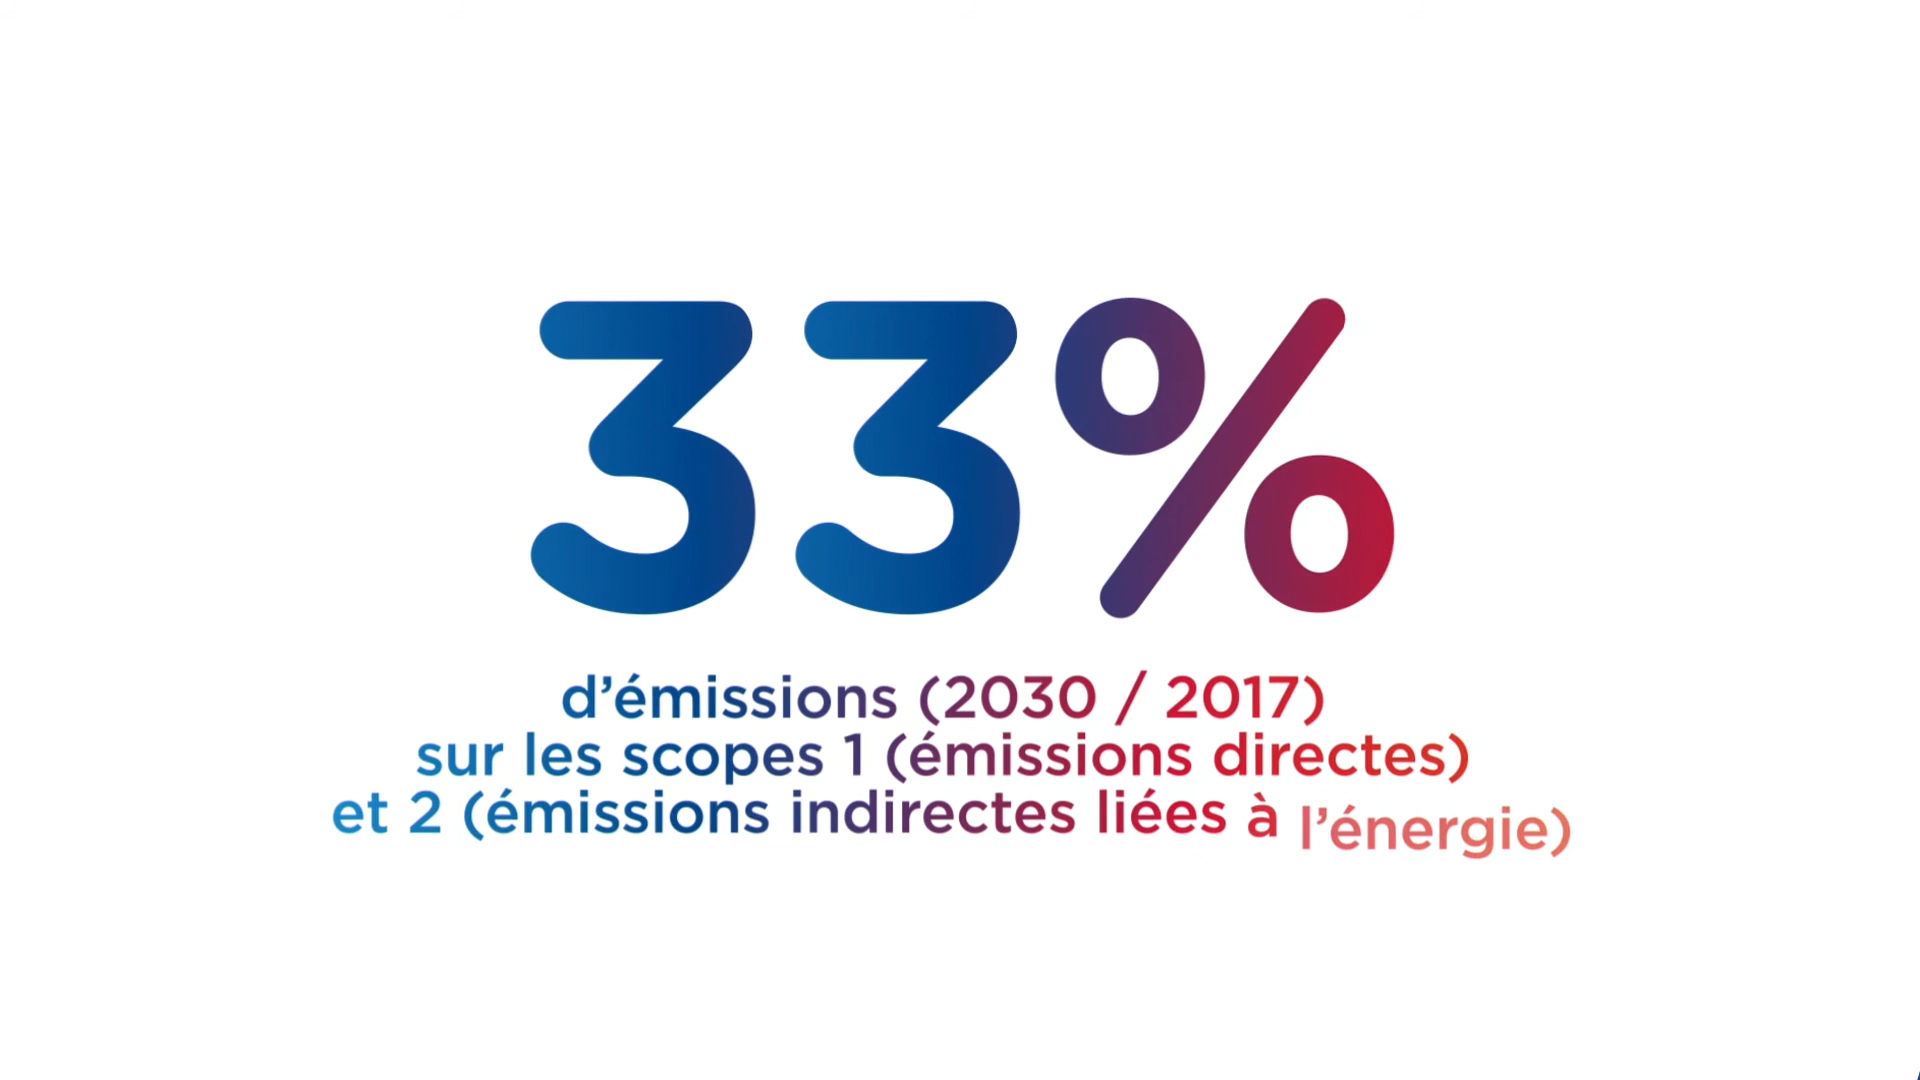 33%
d’émissions (2030 / 2017)
sur les scopes 1 (émissions directes)
et 2 (émissions indirectes liées à l’énergie)